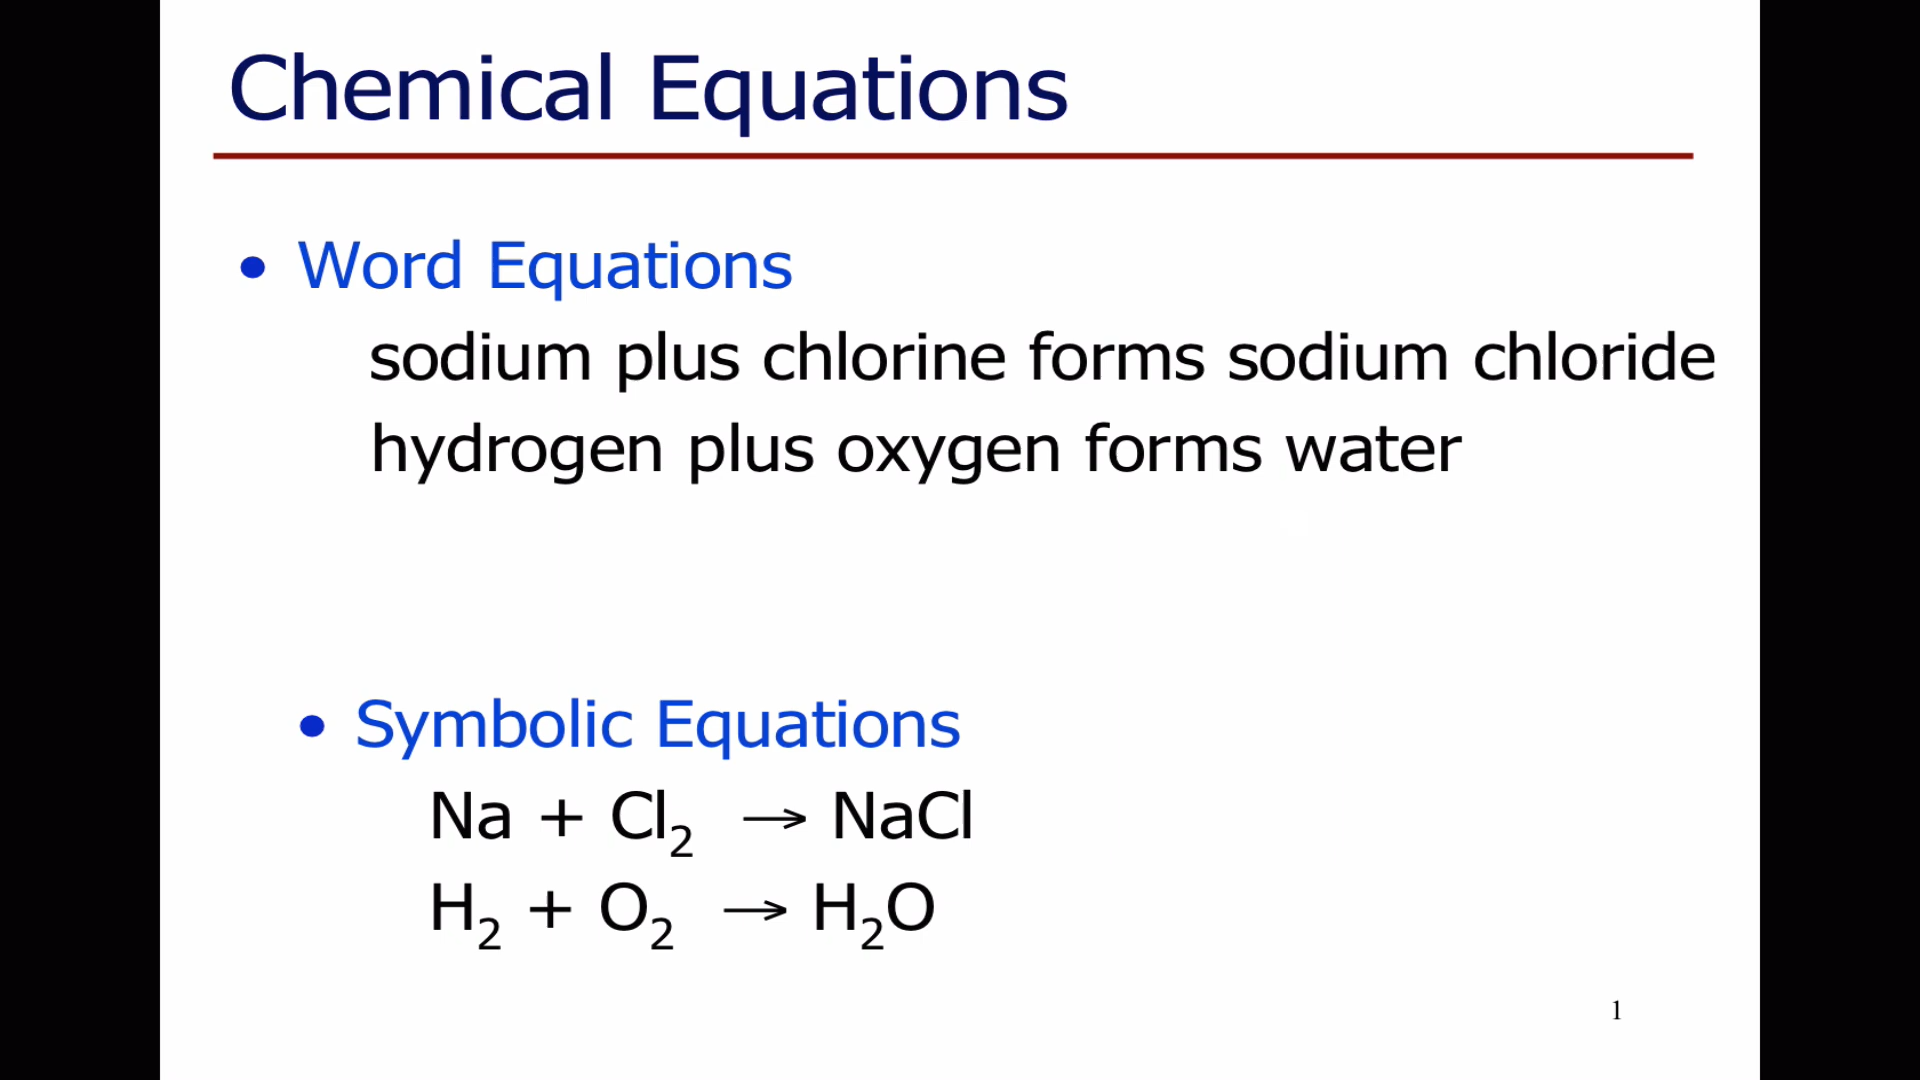 Chemical Equations
• Word Equations
sodium plus chlorine forms sodium chloride
hydrogen plus oxygen forms water
• Symbolic Equations
Na + Cl₂ → NaCl
H₂ + O₂ → H₂O
1